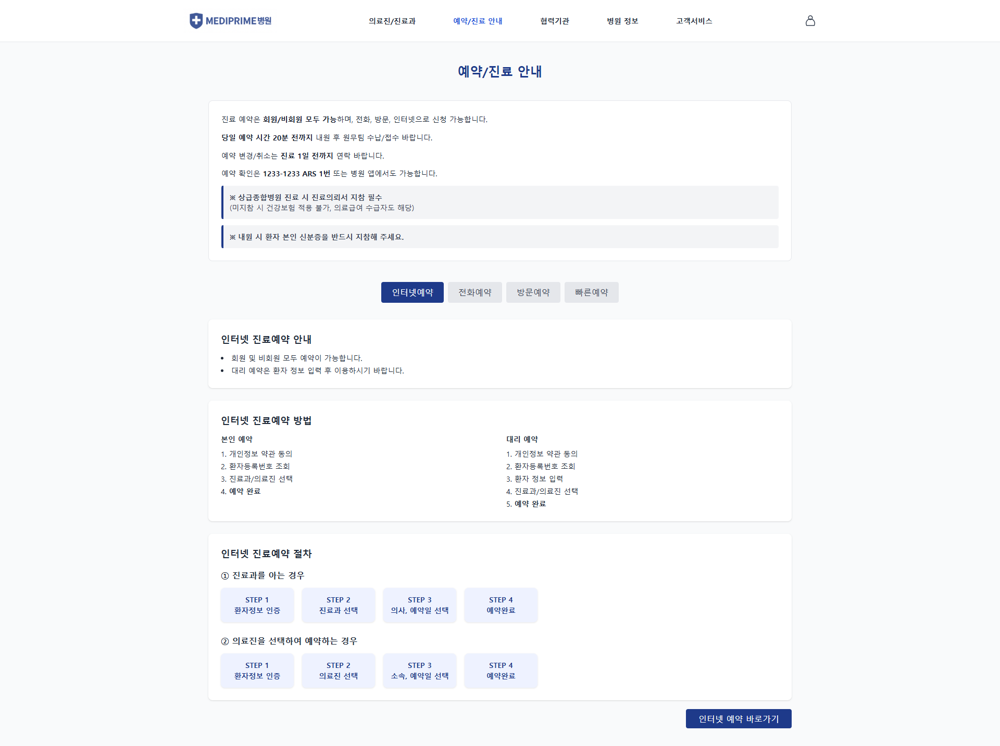 MEDIPRIME병원
의료진/진료과
예약/진료 안내
협력기관
병원 정보
고객서비스
예약/진료 안내
진료 예약은 회원/비회원 모두 가능하며, 전화, 방문, 인터넷으로 신청 가능합니다.
당일 예약 시간 20분 전까지 내원 후 원무팀 수납/접수 바랍니다.
예약 변경/취소는 진료 1일 전까지 연락 바랍니다.
예약 확인은 1233-1233 ARS 1번 또는 병원 앱에서도 가능합니다.
※ 상급종합병원 진료 시 진료의뢰서 지참 필수
(미지참 시 건강보험 적용 불가, 의료급여 수급자도 해당)
※ 내원 시 환자 본인 신분증을 반드시 지참해 주세요.
인터넷예약
전화예약
방문예약
빠른예약
인터넷 진료예약 안내
• 회원 및 비회원 모두 예약이 가능합니다.
• 대리 예약은 환자 정보 입력 후 이용하시기 바랍니다.
인터넷 진료예약 방법
본인 예약
1. 개인정보 약관 동의
2. 환자등록번호 조회
3. 진료과/의료진 선택
4. 예약 완료
대리 예약
1. 개인정보 약관 동의
2. 환자등록번호 조회
3. 환자 정보 입력
4. 진료과/의료진 선택
5. 예약 완료
인터넷 진료예약 절차
① 진료과를 아는 경우
STEP 1
환자정보 인증
STEP 2
진료과 선택
STEP 3
의사, 예약일 선택
STEP 4
예약완료
② 의료진을 선택하여 예약하는 경우
STEP 1
환자정보 인증
STEP 2
의료진 선택
STEP 3
소속, 예약일 선택
STEP 4
예약완료
인터넷 예약 바로가기